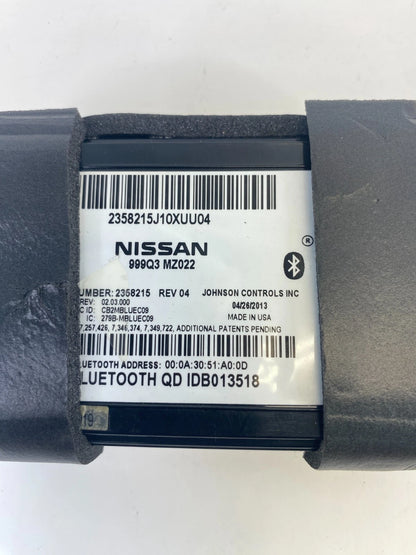 2358215J10XUU04
NISSAN
®
999Q3 MZ022
UMBER: 2358215 REV 04 JOHNSON CONTROLS INC
REV: 02.03.000 04/26/2013
C ID: CB2MBLUEC09 MADE IN USA
IC: 279B-MBLUEC09
7,257,426, 7,346,374, 7,349,722, ADDITIONAL PATENTS PENDING
LUETOOTH ADDRESS: 00:0A:30:51:A0:0D
LUETOOTH QD IDB013518
19